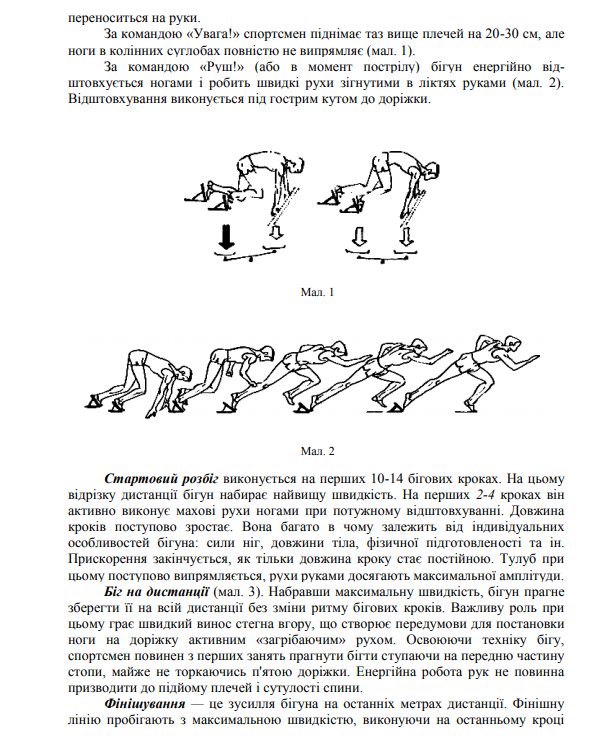 переноситься на руки.
За командою «Увага!» спортсмен піднімає таз вище плечей на 20-30 см, але
ноги в колінних суглобах повністю не випрямляє (мал. 1).
За командою «Руш!» (або в момент пострілу) бігун енергійно від-
штовхується ногами і робить швидкі рухи зігнутими в ліктях руками (мал. 2).
Відштовхування виконується під гострим кутом до доріжки.
Мал. 1
Мал. 2
Стартовий розбіг виконується на перших 10-14 бігових кроках. На цьому
відрізку дистанції бігун набирає найвищу швидкість. На перших 2-4 кроках він
активно виконує махові рухи ногами при потужному відштовхуванні. Довжина
кроків поступово зростає. Вона багато в чому залежить від індивідуальних
особливостей бігуна: сили ніг, довжини тіла, фізичної підготовленості та ін.
Прискорення закінчується, як тільки довжина кроку стає постійною. Тулуб при
цьому поступово випрямляється, рухи руками досягають максимальної амплітуди.
Біг на дистанції (мал. 3). Набравши максимальну швидкість, бігун прагне
зберегти її на всій дистанції без зміни ритму бігових кроків. Важливу роль при
цьому грає швидкий винос стегна вгору, що створює передумови для постановки
ноги на доріжку активним «загрібаючим» рухом. Освоюючи техніку бігу,
спортсмен повинен з перших занять прагнути бігти ступаючи на передню частину
стопи, майже не торкаючись п'ятою доріжки. Енергійна робота рук не повинна
призводити до підйому плечей і сутулості спини.
Фінішування — це зусилля бігуна на останніх метрах дистанції. Фінішну
лінію пробігають з максимальною швидкістю, виконуючи на останньому кроці